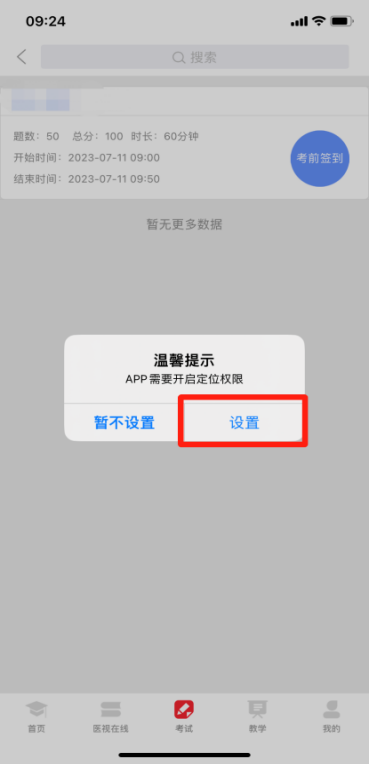 09:24
搜索
题数：50 总分：100 时长：60分钟
开始时间：2023-07-11 09:00
考前签到
结束时间：2023-07-11 09:50
暂无更多数据
温馨提示
APP需要开启定位权限
暂不设置 设置
首页 医视在线 考试 教学 我的